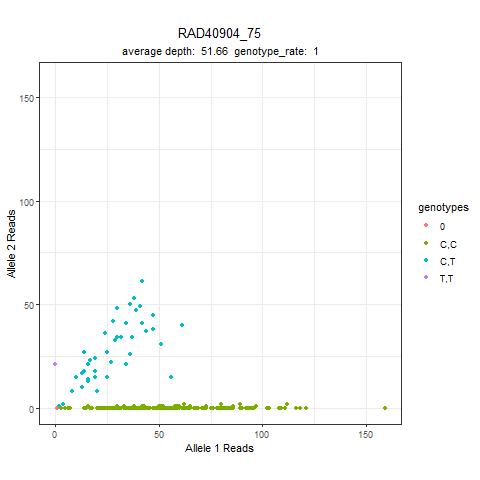 RAD40904_75
average depth:  51.66  genotype_rate:  1
Allele 2 Reads
150
100
50
0
0
50
100
150
Allele 1 Reads
genotypes
0
C,C
C,T
T,T